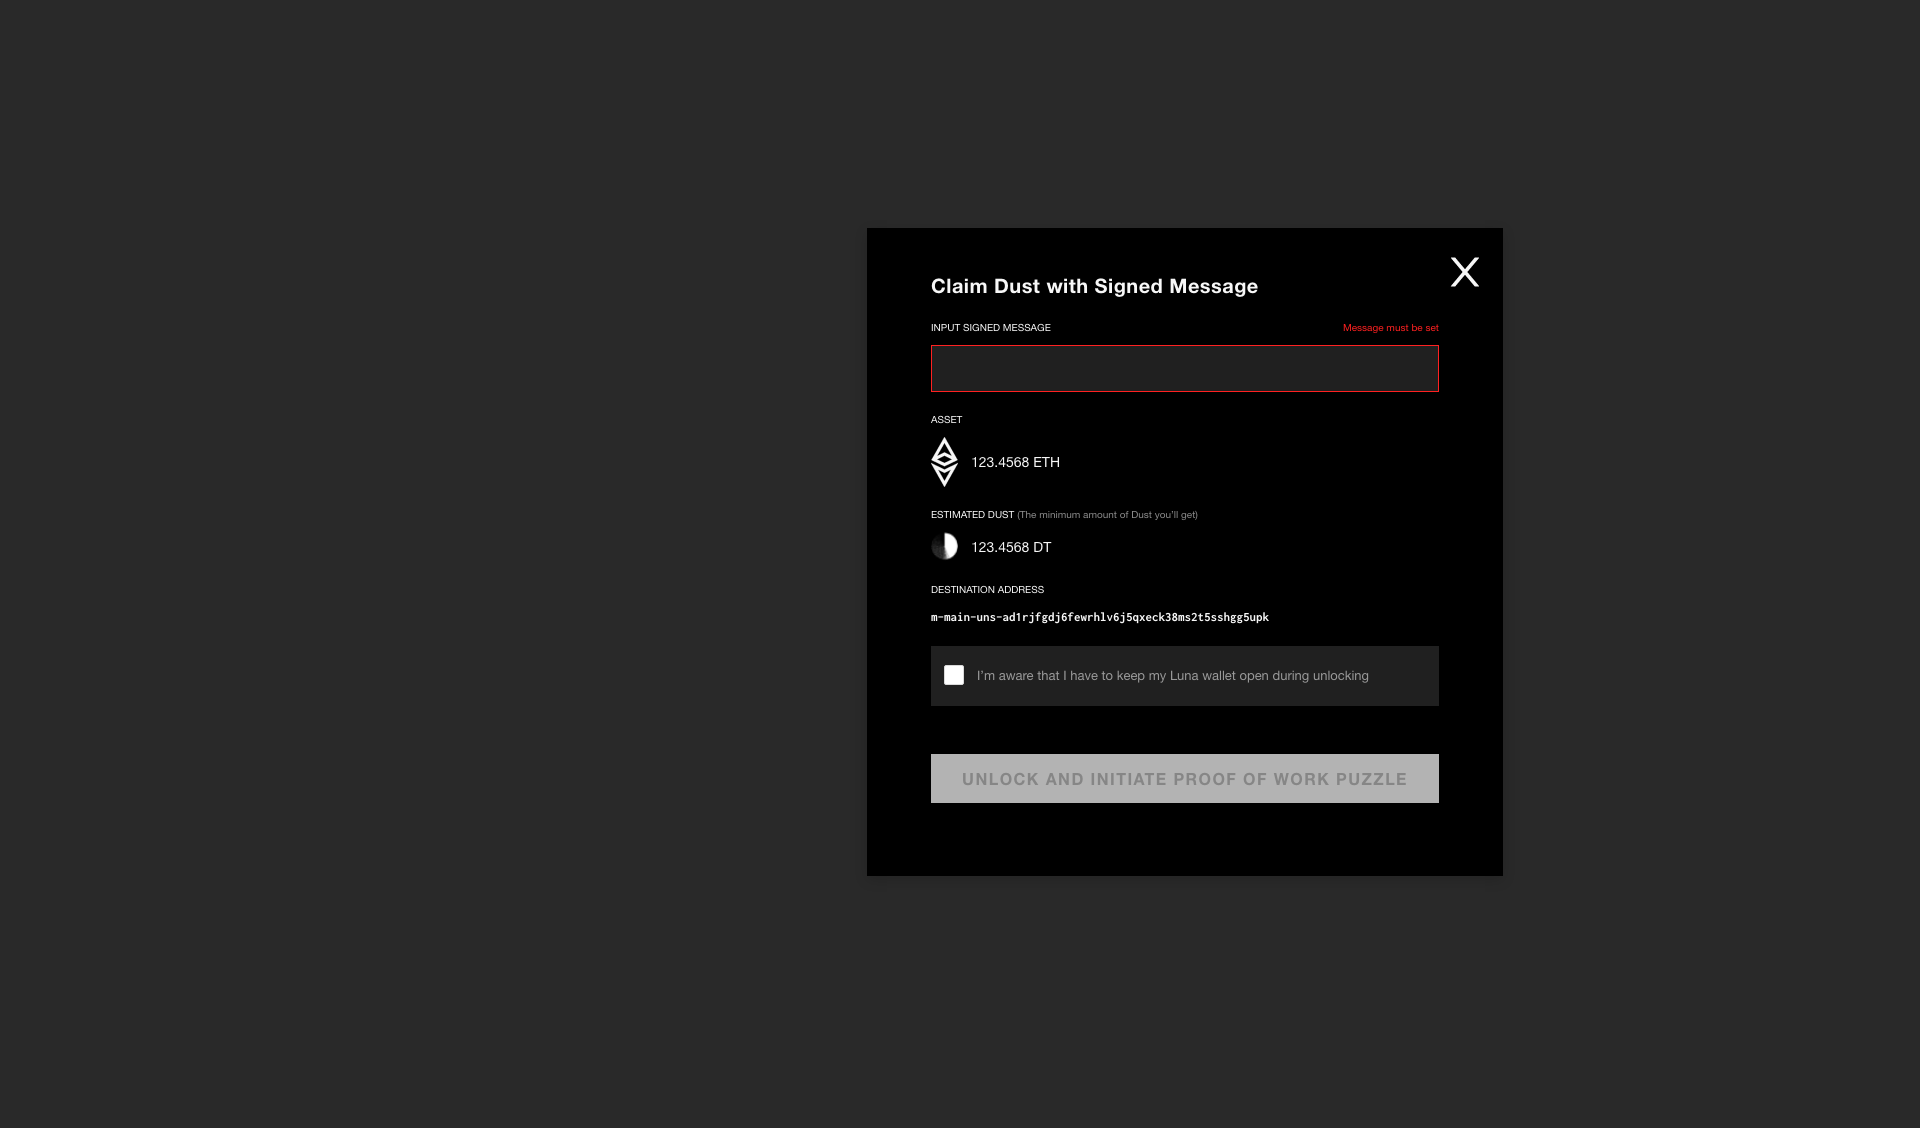 Claim Dust with Signed Message
X
INPUT SIGNED MESSAGE
Message must be set
ASSET
123.4568 ETH
ESTIMATED DUST (The minimum amount of Dust you'll get)
123.4568 DT
DESTINATION ADDRESS
m-main-uns-ad1rjfgdj6fewrhlv6j5qxeck38ms2t5sshgg5upk
I'm aware that I have to keep my Luna wallet open during unlocking
UNLOCK AND INITIATE PROOF OF WORK PUZZLE